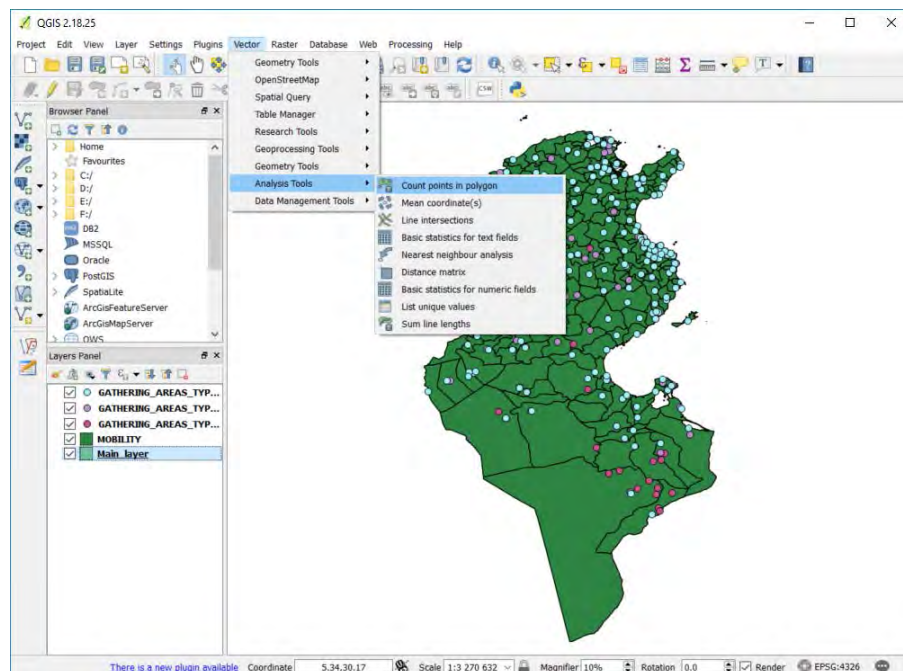 QGIS 2.18.25
Project Edit View Layer Settings Plugins Vector Raster Database Web Processing Help
Geometry Tools
OpenStreetMap
Spatial Query
Table Manager
Research Tools
Geoprocessing Tools
Geometry Tools
Analysis Tools
Data Management Tools
Count points in polygon
Mean coordinate(s)
Line intersections
Basic statistics for text fields
Nearest neighbour analysis
Distance matrix
Basic statistics for numeric fields
List unique values
Sum line lengths
Browser Panel
Home
Favourites
C:/
D:/
E:/
F:/
DB2
MSSQL
Oracle
PostGIS
SpatiaLite
ArcGisFeatureServer
ArcGisMapServer
OWS
Layers Panel
GATHERING_AREAS_TYP...
GATHERING_AREAS_TYP...
GATHERING_AREAS_TYP...
MOBILITY
Main_layer
There is a new plugin available Coordinate 5.34,30.17 Scale 1:3 270 632 Magnifier 10% Rotation 0.0 Render EPSG:4326